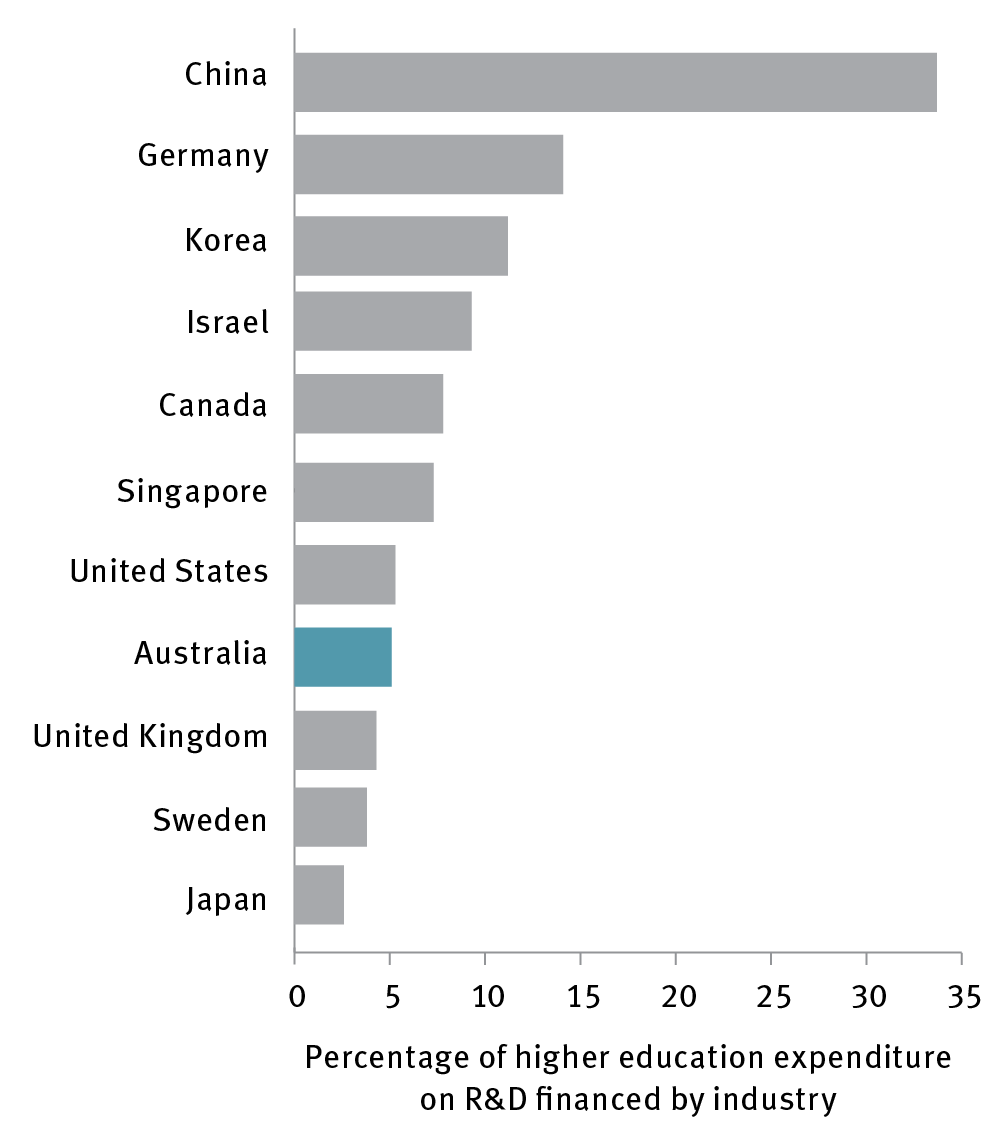 China
Germany
Korea
Israel
Canada
Singapore
United States
Australia
United Kingdom
Sweden
Japan
0 5 10 15 20 25 30 35
Percentage of higher education expenditure
on R&D financed by industry